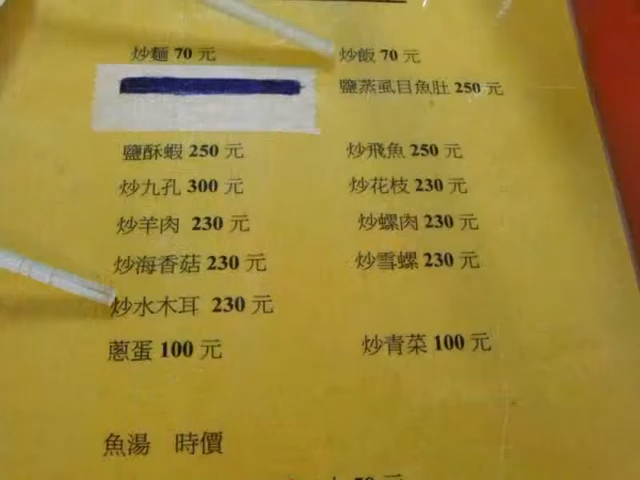 炒麵 70 元 炒飯 70 元
鹽蒸虱目魚肚 250 元
鹽酥蝦 250 元 炒飛魚 250 元
炒九孔 300 元 炒花枝 230 元
炒羊肉 230 元 炒螺肉 230 元
炒海香菇 230 元 炒雪螺 230 元
炒水木耳 230 元
蔥蛋 100 元 炒青菜 100 元
魚湯 時價